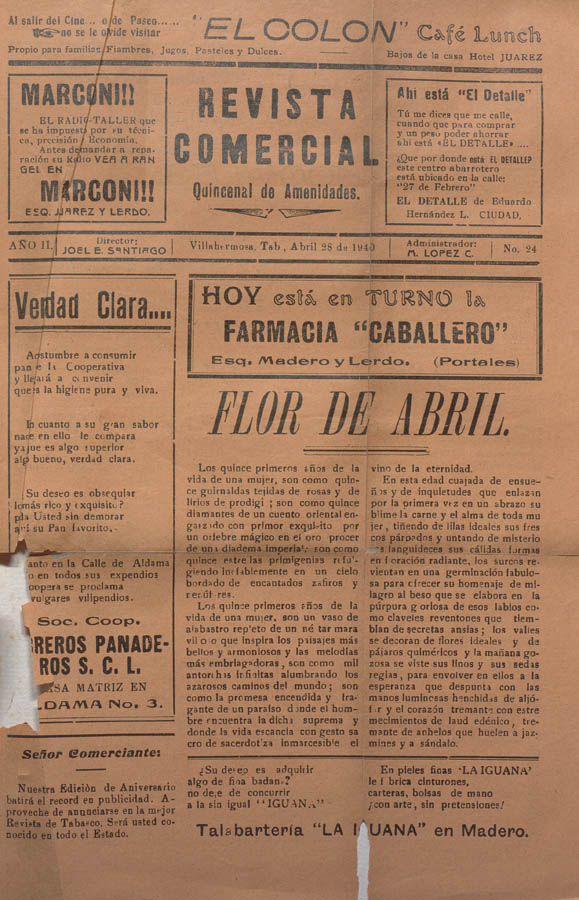 Al salir del Cine... o de Paseo......
no se le olvide visitar
"EL COLON" Café Lunch
Propio para familias, Fiambres, Jugos, Pasteles y Dulces.
Bajos de la casa Hotel JUAREZ
MARCONI!!
EL RADIO-TALLER que
se ha impuesto por su técni-
ca, precisión y Economía.
Antes de mandar a repa-
ración su Radio VEA A RAN
GEL EN
MARCONI!!
ESQ. JUAREZ Y LERDO.
REVISTA
COMERCIAL
Quincenal de Amenidades.
Ahi está "El Detalle"
Tú me dices que me calle,
cuando que para comprar
y un peso poder ahorrar
ahi está «EL DETALLE» ....
¿Que por donde está EL DETALLE?
este centro abarrotero
está ubicado en la calle:
"27 de Febrero"
EL DETALLE de Eduardo
Hernández L. CIUDAD.
AÑO II.
Director:
JOEL E. SANTIAGO
Villahermosa, Tab., Abril 28 de 1940
Administrador:
M. LOPEZ C.
No. 24
Verdad Clara....
Acostumbre a consumir
pan de la Cooperativa
y llegará a convenir
que es la higiene pura y viva.
En cuanto a su gran sabor
nace en ello le compara
ya que es algo superior
algo bueno, verdad clara.
Su deseo es obsequiar
lo más rico y exquisito?
pida Usted sin demorar
aquí su Pan favorito,
anto en la Calle de Aldama
o en todos sus expendios
oopera se proclama
vulgares vilipendios.
Soc. Coop.
BREROS PANADE-
ROS S. C. L.
SA MATRIZ EN
LDAMA No. 3.
Señor Comerciante:
Nuestra Edición de Aniversario
batirá el record en publicidad. A-
proveche de anunciarse en la mejor
Revista de Tabasco. Será usted co-
nocido en todo el Estado.
HOY está en TURNO la
FARMACIA "CABALLERO"
Esq. Madero y Lerdo. (Portales)
FLOR DE ABRIL.
Los quince primeros años de la
vida de una mujer, son como quin-
ce guirnaldas tejidas de rosas y de
lirios de prodigi; son como quince
diamantes de un cuento oriental en-
garzado con primor exquisito por
un orfebre mágico en el oro procer
de una diadema imperial; son como
quince estrellas primigenias reful-
giendo inefablemente en un cielo
bordado de encantados zafiros y
Los quince primeros años de la
vida de una mujer, son un vaso de
alabastro repleto de un néctar mara
villoso que inspira los paisajes más
bellos y armoniosos y las melodías
más embriagadoras, son como mil
antorchas infinitas alumbrando los
azarosos caminos del mundo; son
como la promesa encendida y fra-
gante de un paraíso donde el hom-
bre encuentra la dicha suprema y
donde la vida escancia con gesto sa
cro de sacerdotiza inmarcesible el
vino de la eternidad.
En esta edad cuajada de ensue-
ños y de inquietudes que enlazan
por la primera vez en un abrazo su
blime la carne y el alma de toda mu
jer, tiñendo de lilas ideales sus fres
cos párpados y untando de misterio
sus languideces sus cálidas formas
en floración radiante, los surcos re-
vientan en una germinación fabulo-
sa para ofrecer su homenaje de mi-
lagro al beso que se elabora en la
púrpura gloriosa de esos labios co-
mo claveles reventones que tiem-
blan de secretas ansias; los valles
se decoran de flores ideales y de
pájaros quiméricos y la mañana go-
zosa se viste sus linos y sus sedas
regias, para envolver en ellos a la
esperanza que despunta con las
manos luminosas henchidas de aljó-
far y el corazón tremante con estre
mecimientos de laud edénico, tre-
mante de anhelos que huelen a jaz-
mines y a sándalo.
¿Su deseo es adquirir
algo de fina badana?
no deje de concurrir
a la sin igual "IGUANA"
En pieles finas 'LA IGUANA'
le fabrica cinturones,
carteras, bolsas de mano
¡con arte, sin pretensiones!
Talabartería "LA IGUANA" en Madero.